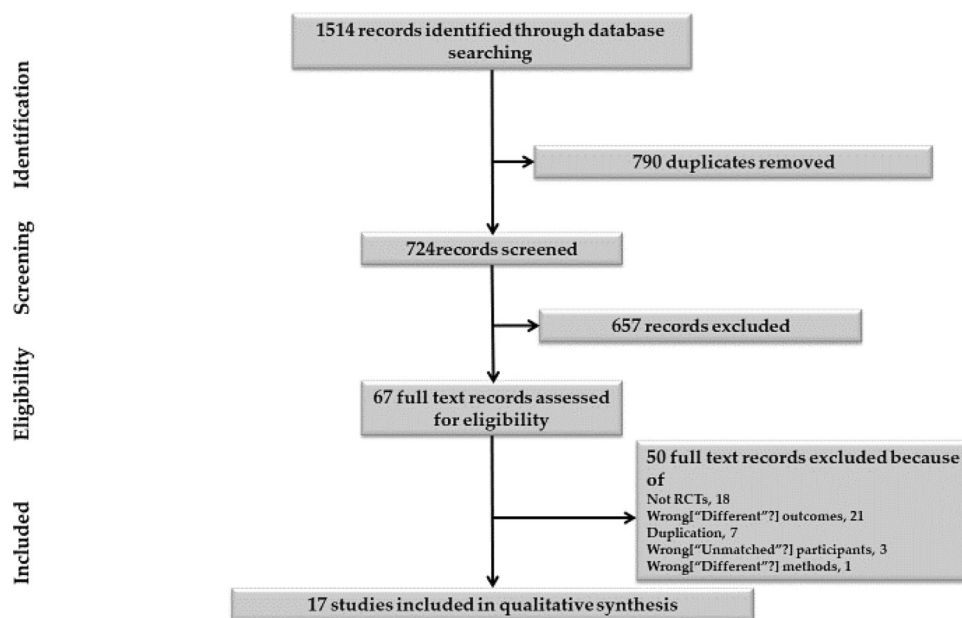 1514 records identified through database
searching
Identification
790 duplicates removed
Screening
724records screened
657 records excluded
Eligibility
67 full text records assessed
for eligibility
50 full text records excluded because
of
Not RCTs, 18
Wrong[“Different”?] outcomes, 21
Duplication, 7
Wrong[“Unmatched”?] participants, 3
Wrong[“Different”?] methods, 1
Included
17 studies included in qualitative synthesis